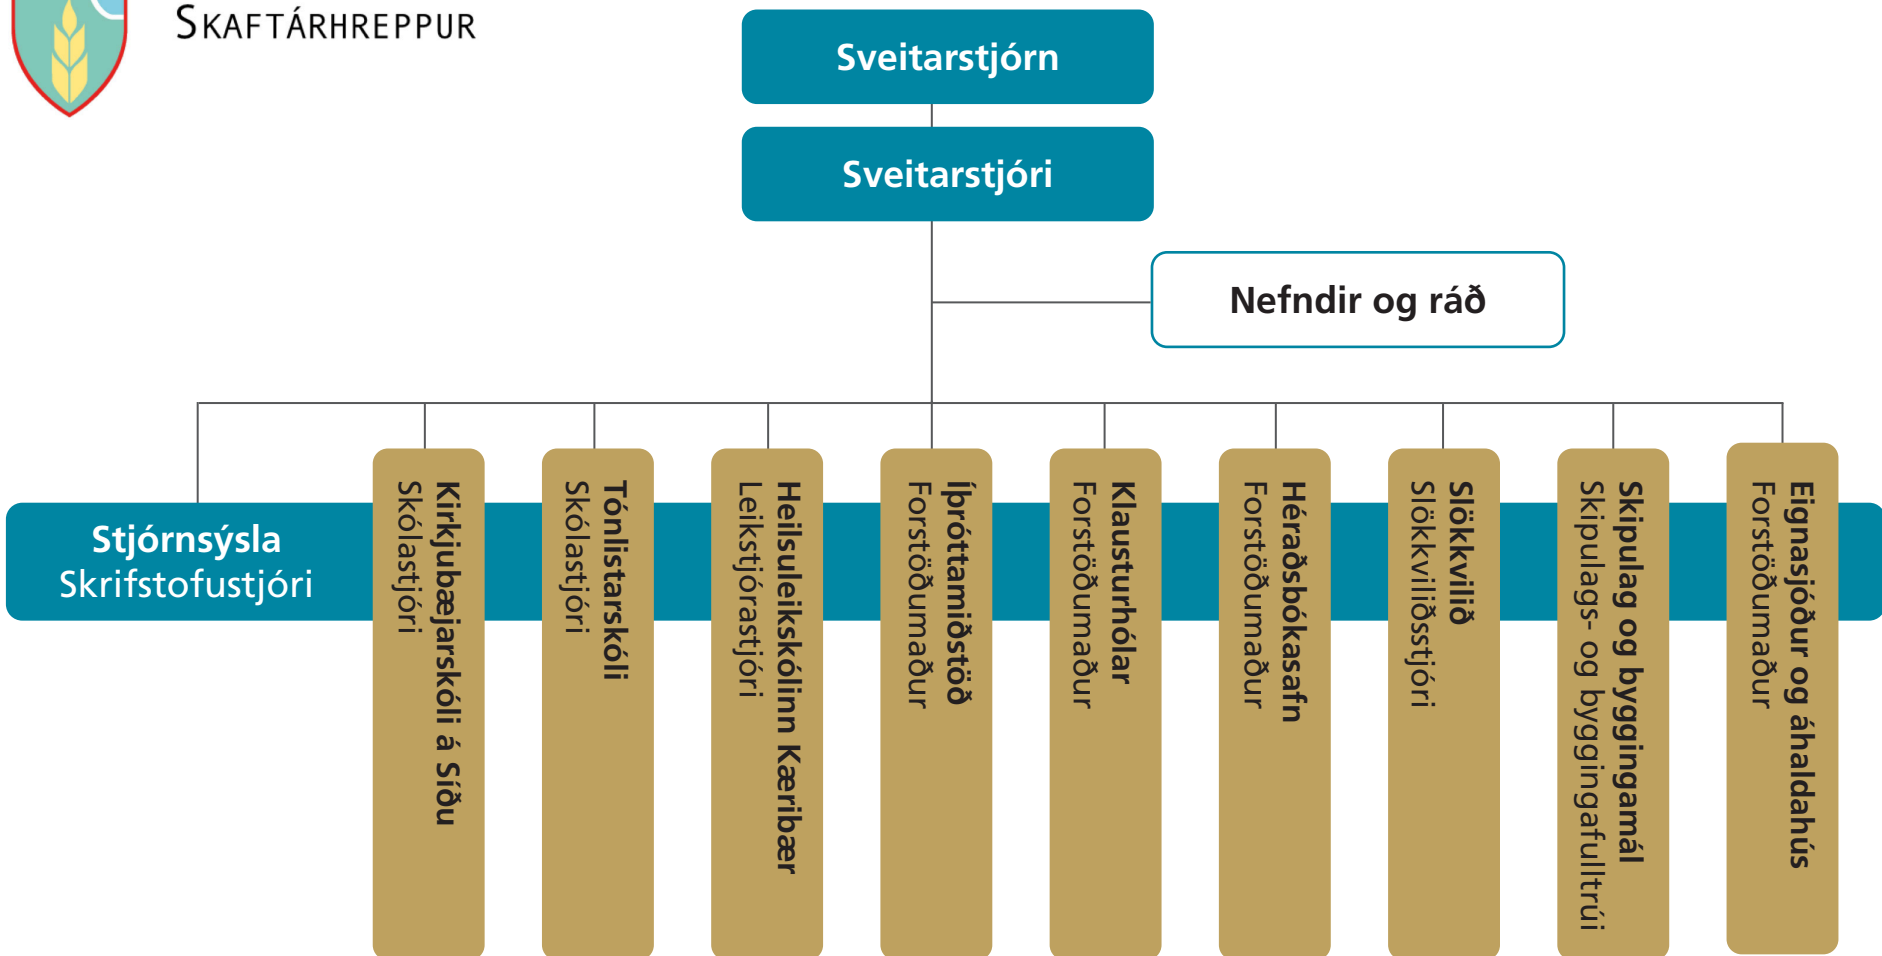 SKAFTÁRHREPPUR
Sveitarstjórn
Sveitarstjóri
Nefndir og ráð
Stjórnsýsla
Skrifstofustjóri
Kirkjubæjarskóli á Síðu
Skólastjóri
Tónlistarskóli
Skólastjóri
Heilsuleikskólinn Kæribær
Leikstjórastjóri
Íþróttamiðstöð
Forstöðumaður
Klausturhólar
Forstöðumaður
Héraðsbókasafn
Forstöðumaður
Slökkvilið
Slökkviliðsstjóri
Skipulag og byggingamál
Skipulags- og byggingafulltrúi
Eignasjóður og áhaldahús
Forstöðumaður